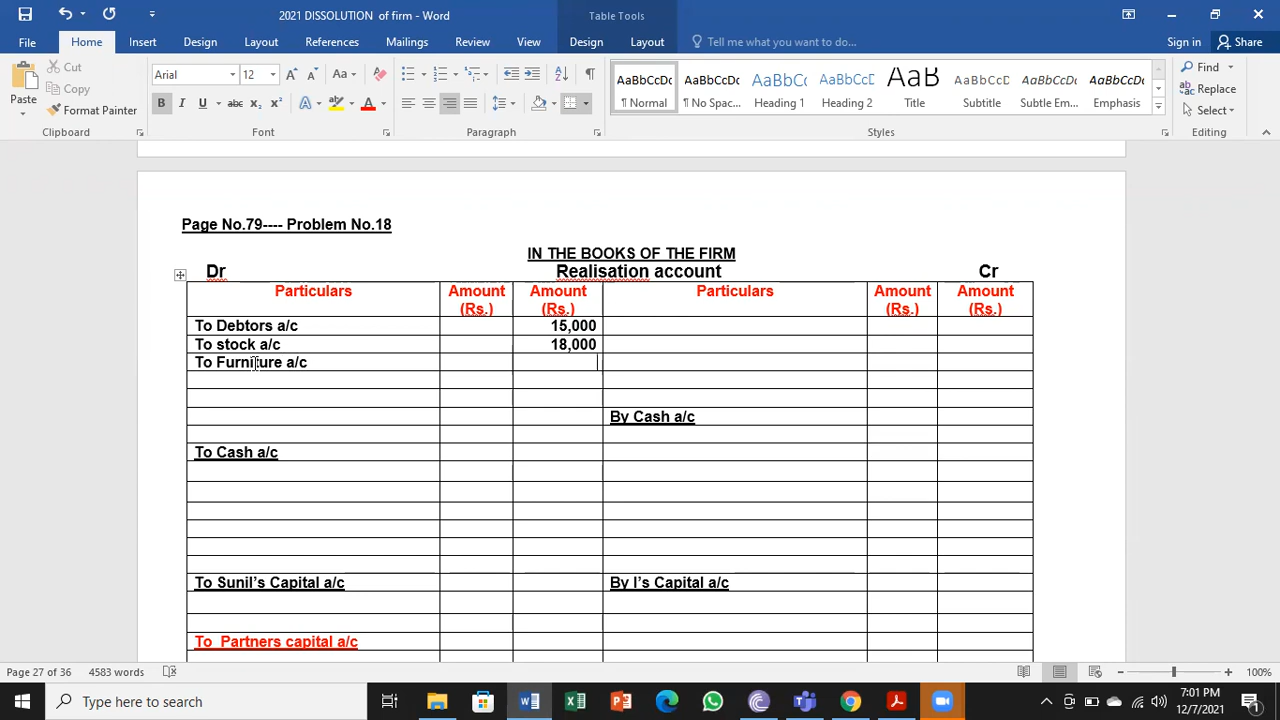 2021 DISSOLUTION of firm - Word
Table Tools
File Home Insert Design Layout References Mailings Review View Design Layout Tell me what you want to do... Sign in Share
Paste
Cut
Copy
Format Painter
Arial 12
AaBbCcDc ¶ Normal
AaBbCcDc ¶ No Spac...
AaBbC Heading 1
AaBbCcC Heading 2
AaB Title
AaBbCcD Subtitle
AaBbCcDc Subtle Em...
AaBbCcDc Emphasis
Find
Replace
Select
Clipboard Font Paragraph Styles Editing
Page No.79---- Problem No.18
IN THE BOOKS OF THE FIRM
Dr Realisation account Cr
Particulars Amount (Rs.) Amount (Rs.) Particulars Amount (Rs.) Amount (Rs.)
To Debtors a/c 15,000
To stock a/c 18,000
To Furniture a/c
By Cash a/c
To Cash a/c
To Sunil's Capital a/c By I's Capital a/c
To Partners capital a/c
Page 27 of 36 4583 words 100%
Type here to search
7:01 PM
12/7/2021